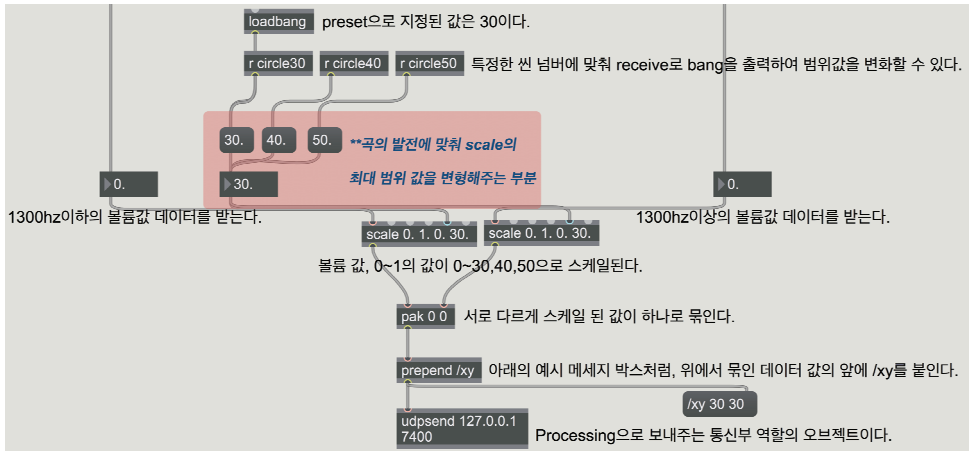 loadbang
preset으로 지정된 값은 30이다.
r circle30
r circle40
r circle50
특정한 씬 넘버에 맞춰 receive로 bang을 출력하여 범위값을 변화할 수 있다.
30.
40.
50.
**곡의 발전에 맞춰 scale의
최대 범위 값을 변형해주는 부분
0.
30.
0.
1300hz이하의 볼륨값 데이터를 받는다.
1300hz이상의 볼륨값 데이터를 받는다.
scale 0. 1. 0. 30.
scale 0. 1. 0. 30.
볼륨 값, 0~1의 값이 0~30,40,50으로 스케일된다.
pak 0 0
서로 다르게 스케일 된 값이 하나로 묶인다.
prepend /xy
아래의 예시 메세지 박스처럼, 위에서 묶인 데이터 값의 앞에 /xy를 붙인다.
/xy 30 30
udpsend 127.0.0.1
7400
Processing으로 보내주는 통신부 역할의 오브젝트이다.